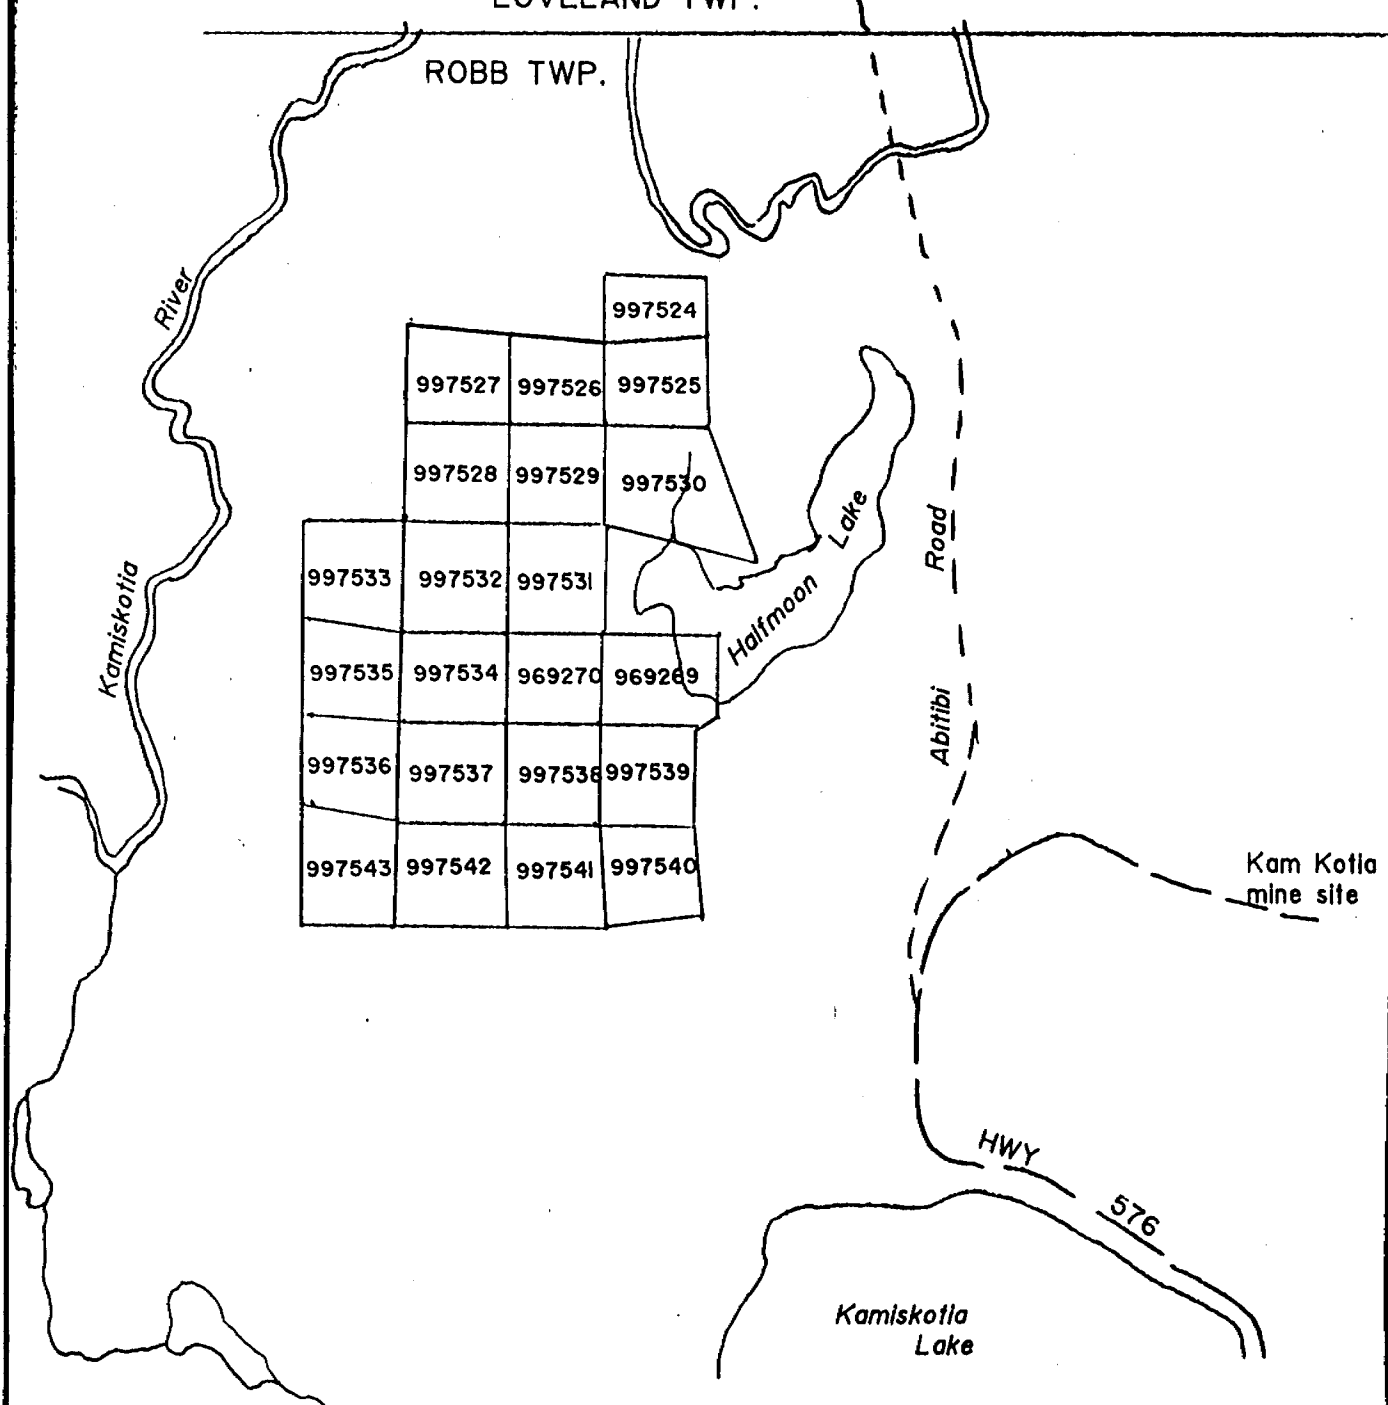 LOVELAND TWP.
ROBB TWP.
River
997524
997527 997526 997525
997528 997529 997530
Lake
Road
997533 997532 997531
Halfmoon
Kamiskotia
997535 997534 969270 969269
Abitibi
997536 997537 997538 997539
997543 997542 997541 997540
Kam Kotia
mine site
HWY
576
Kamiskotia
Lake